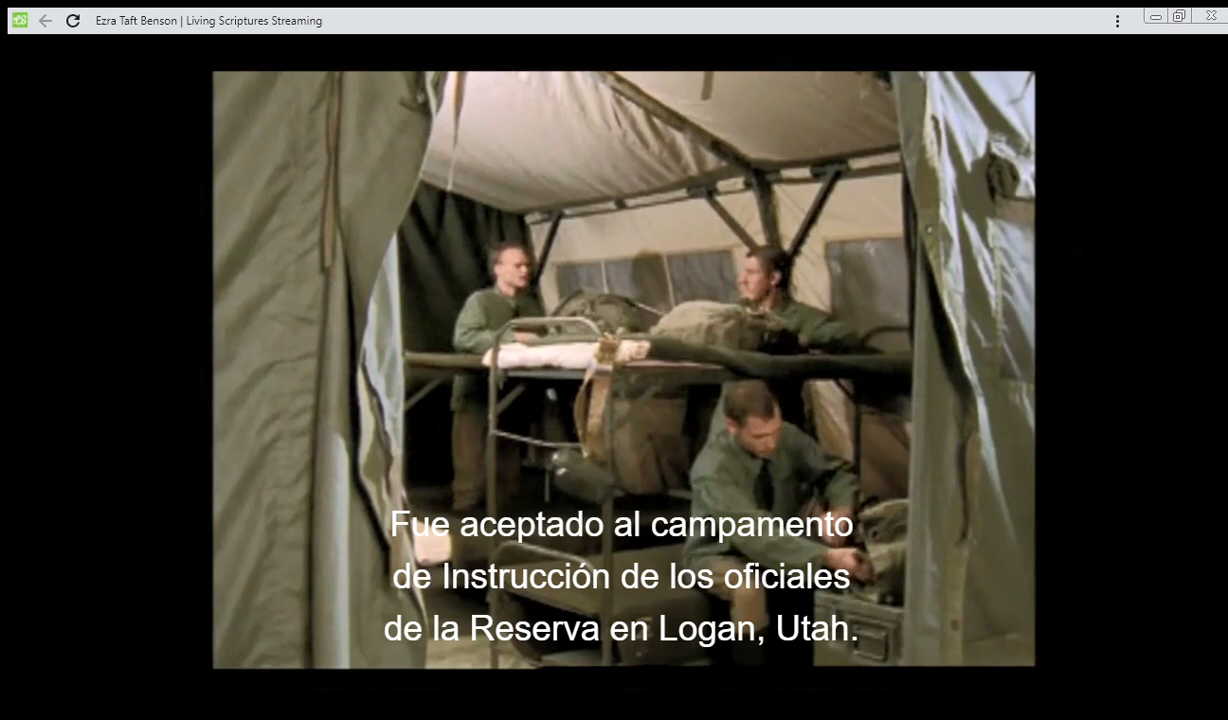 LS
Ezra Taft Benson | Living Scriptures Streaming
Fue aceptado al campamento
de Instrucción de los oficiales
de la Reserva en Logan, Utah.